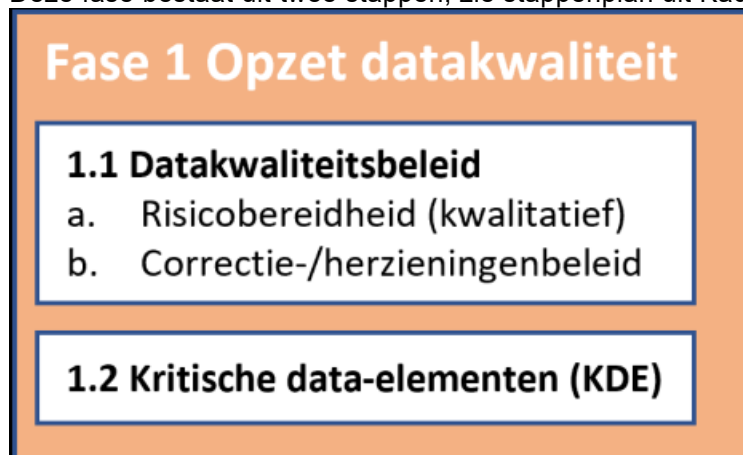 Fase 1 Opzet datakwaliteit
1.1 Datakwaliteitsbeleid
a. Risicobereidheid (kwalitatief)
b. Correctie-/herzieningenbeleid
1.2 Kritische data-elementen (KDE)